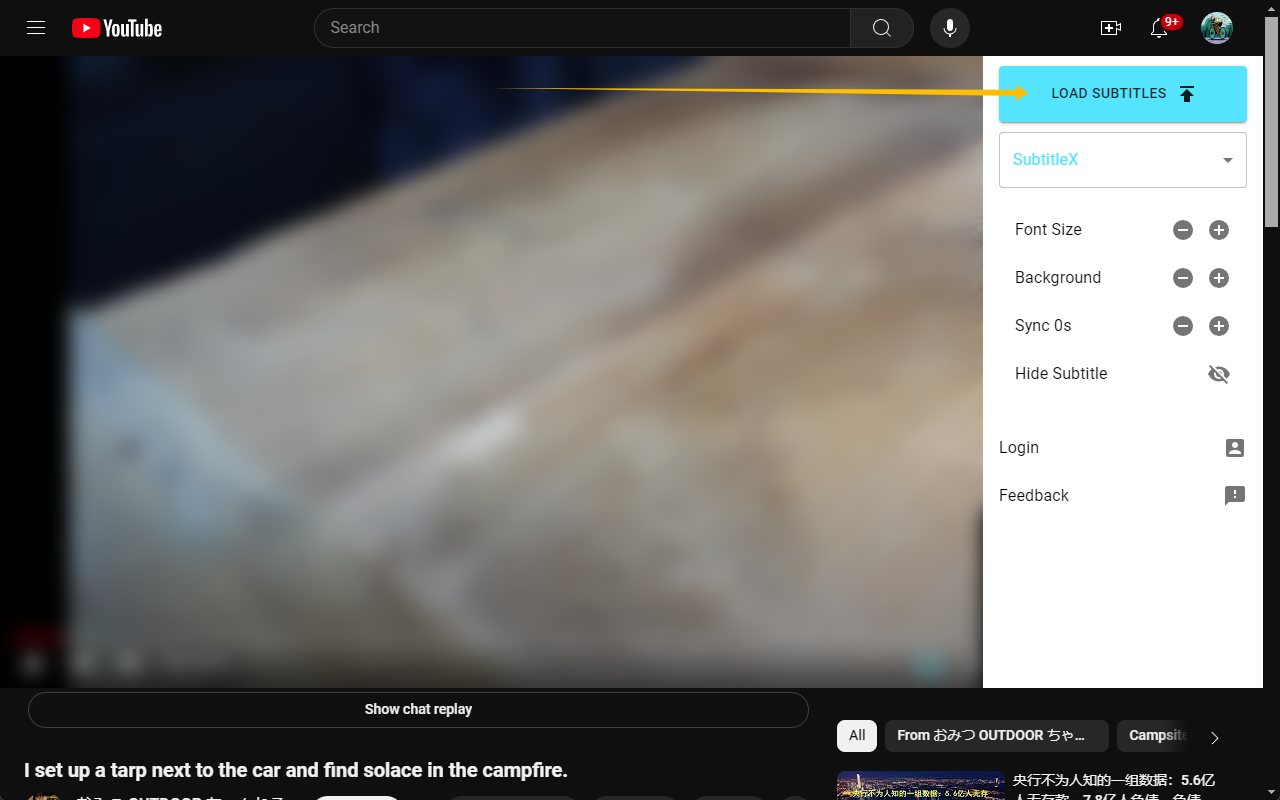 YouTube
Search
9+
LOAD SUBTITLES
SubtitleX
Font Size
Background
Sync 0s
Hide Subtitle
Login
Feedback
Show chat replay
All
From おみつ OUTDOOR ちゃ...
Campsite
I set up a tarp next to the car and find solace in the campfire.
央行不为人知的一组数据：5.6亿